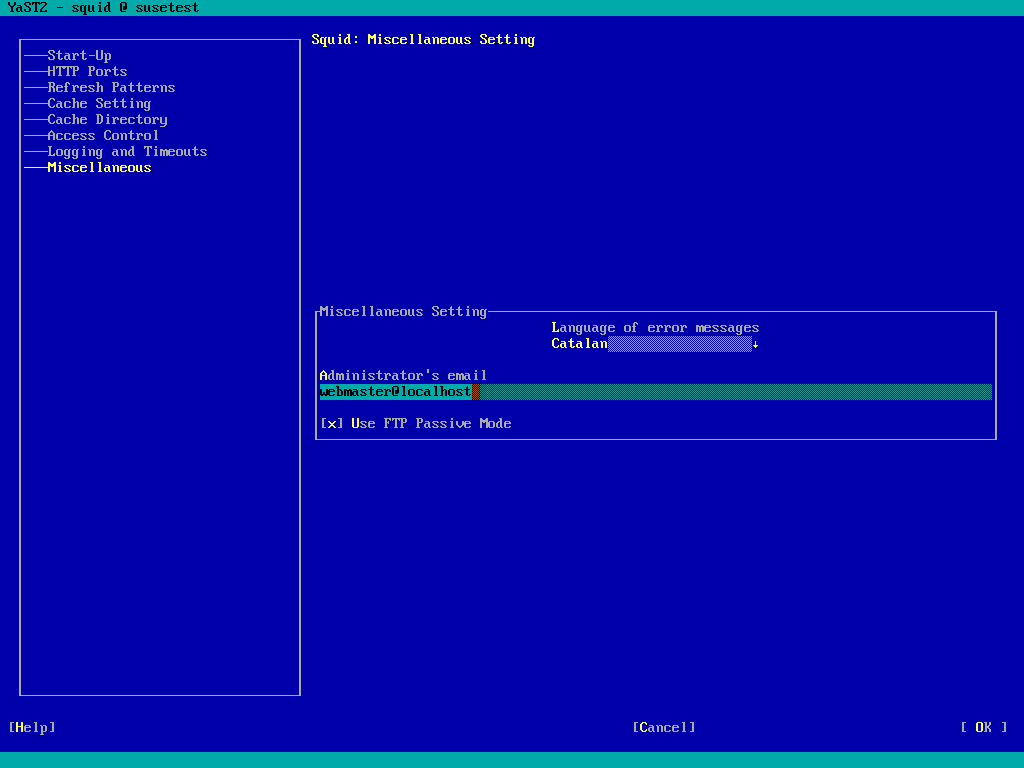 YaST2 - squid @ susetest
Squid: Miscellaneous Setting
Start-Up
HTTP Ports
Refresh Patterns
Cache Setting
Cache Directory
Access Control
Logging and Timeouts
Miscellaneous
Miscellaneous Setting
Language of error messages
Catalan↓
Administrator's email
webmaster@localhost
[x] Use FTP Passive Mode
[Help] [Cancel] [ OK ]